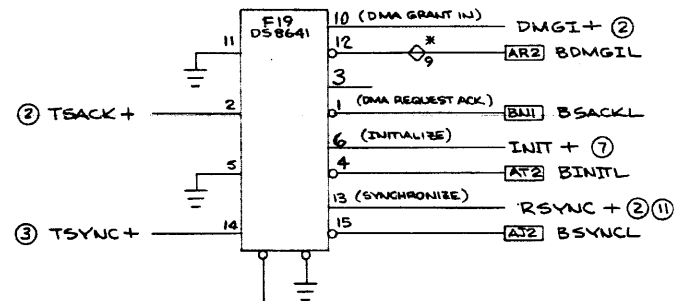 F19
DS8641
10 (DMA GRANT IN) DMGI+ ②
11
12 * 9 AR2 BDMGIL
3
② TSACK+ 2
1 (DMA REQUEST ACK.) BN1 BSACKL
6 (INITIALIZE) INIT + ⑦
5
4 AT2 BINITL
13 (SYNCHRONIZE) RSYNC + ② ⑪
③ TSYNC+ 14
15 AJ2 BSYNCL